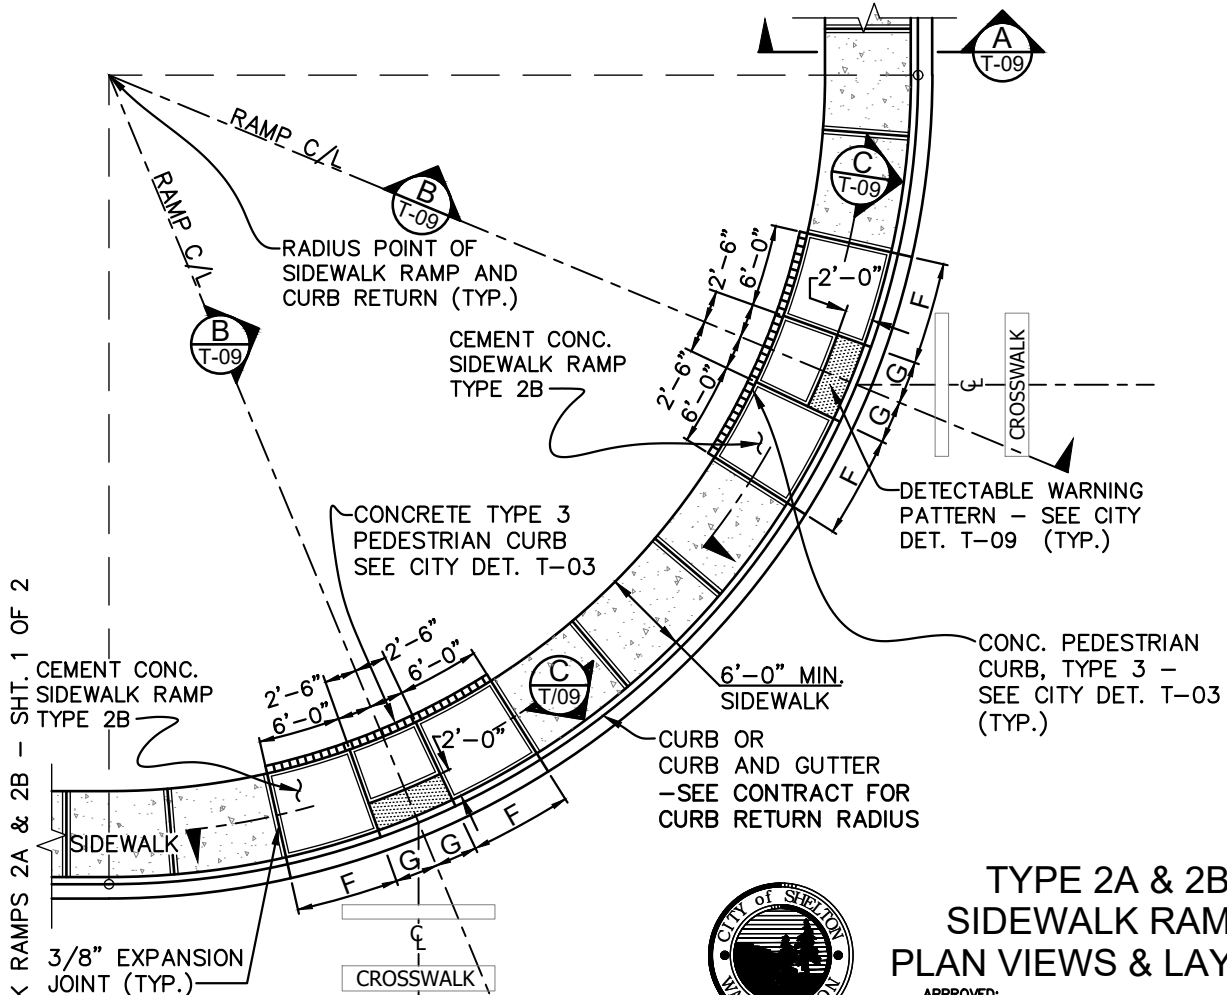 A
T-09
RAMP C/L
RAMP C/L
B
T-09
C
T-09
RADIUS POINT OF
SIDEWALK RAMP AND
CURB RETURN (TYP.)
2'-6"
6'-0"
2'-0"
F
B
T-09
CEMENT CONC.
SIDEWALK RAMP
TYPE 2B
2'-6"
6'-0"
G
G
F
CL
CROSSWALK
DETECTABLE WARNING
PATTERN – SEE CITY
DET. T-09 (TYP.)
CONCRETE TYPE 3
PEDESTRIAN CURB
SEE CITY DET. T-03
CONC. PEDESTRIAN
CURB, TYPE 3 –
SEE CITY DET. T-03
(TYP.)
2'-6"
6'-0"
2'-6"
6'-0"
2'-0"
C
T/09
6'-0" MIN.
SIDEWALK
CEMENT CONC.
SIDEWALK RAMP
TYPE 2B
CURB OR
CURB AND GUTTER
-SEE CONTRACT FOR
CURB RETURN RADIUS
SIDEWALK
F
G
G
F
CL
CROSSWALK
3/8" EXPANSION
JOINT (TYP.)
K RAMPS 2A & 2B – SHT. 1 OF 2
CITY of SHELTON
TYPE 2A & 2B
SIDEWALK RAM
PLAN VIEWS & LAY
APPROVED: